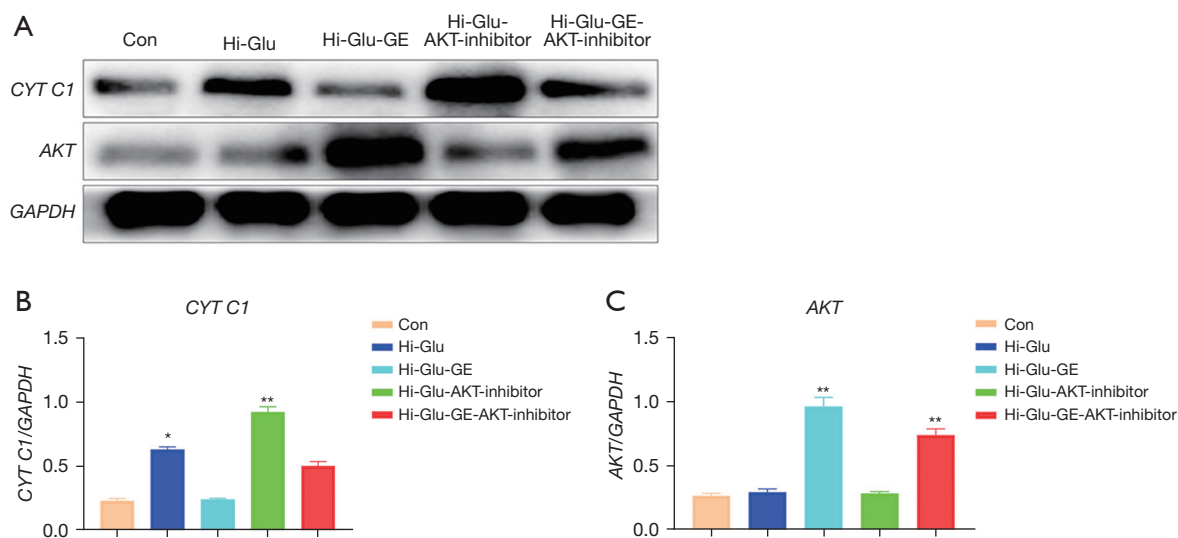 A
Con
Hi-Glu
Hi-Glu-GE
Hi-Glu-
AKT-inhibitor
Hi-Glu-GE-
AKT-inhibitor
CYT C1
AKT
GAPDH
B
CYT C1
CYT C1/GAPDH
1.5
1.0
0.5
0.0
*
**
Con
Hi-Glu
Hi-Glu-GE
Hi-Glu-AKT-inhibitor
Hi-Glu-GE-AKT-inhibitor
C
AKT
AKT/GAPDH
1.5
1.0
0.5
0.0
**
**
Con
Hi-Glu
Hi-Glu-GE
Hi-Glu-AKT-inhibitor
Hi-Glu-GE-AKT-inhibitor